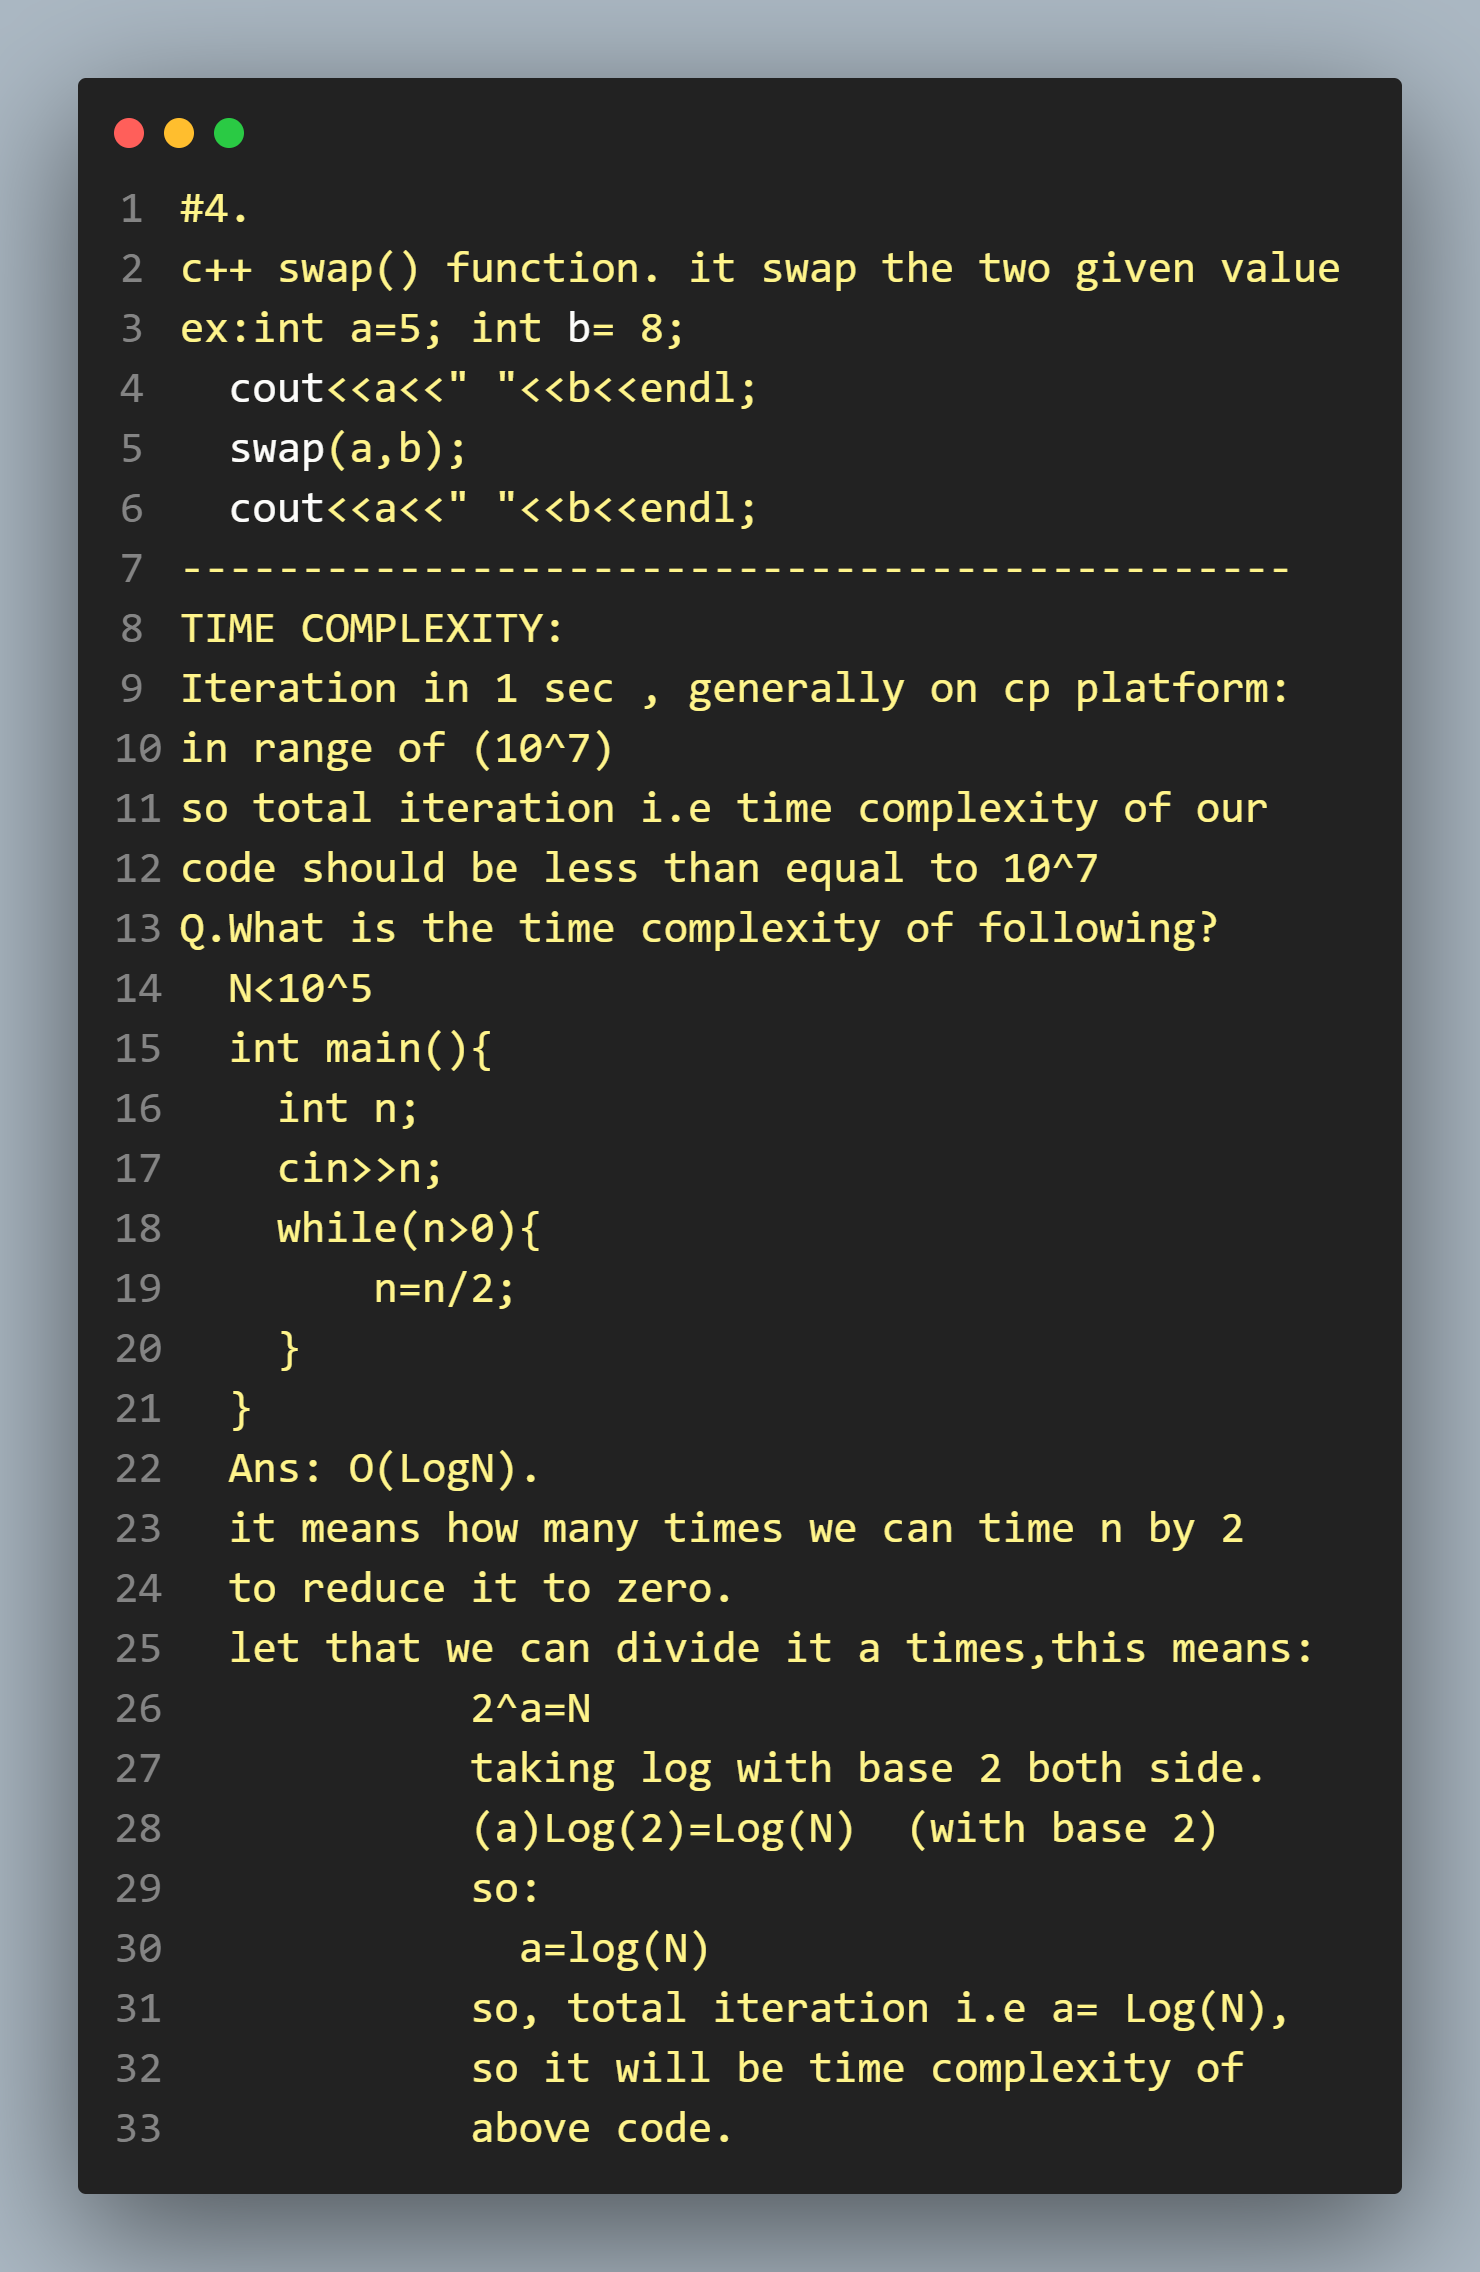 1 #4.
2 c++ swap() function. it swap the two given value
3 ex:int a=5; int b= 8;
4   cout<<a<<" "<<b<<endl;
5   swap(a,b);
6   cout<<a<<" "<<b<<endl;
7 ----------------------------------------------
8 TIME COMPLEXITY:
9 Iteration in 1 sec , generally on cp platform:
10 in range of (10^7)
11 so total iteration i.e time complexity of our
12 code should be less than equal to 10^7
13 Q.What is the time complexity of following?
14   N<10^5
15   int main(){
16     int n;
17     cin>>n;
18     while(n>0){
19         n=n/2;
20     }
21   }
22   Ans: O(LogN).
23   it means how many times we can time n by 2
24   to reduce it to zero.
25   let that we can divide it a times,this means:
26             2^a=N
27             taking log with base 2 both side.
28             (a)Log(2)=Log(N)  (with base 2)
29             so:
30               a=log(N)
31             so, total iteration i.e a= Log(N),
32             so it will be time complexity of
33             above code.